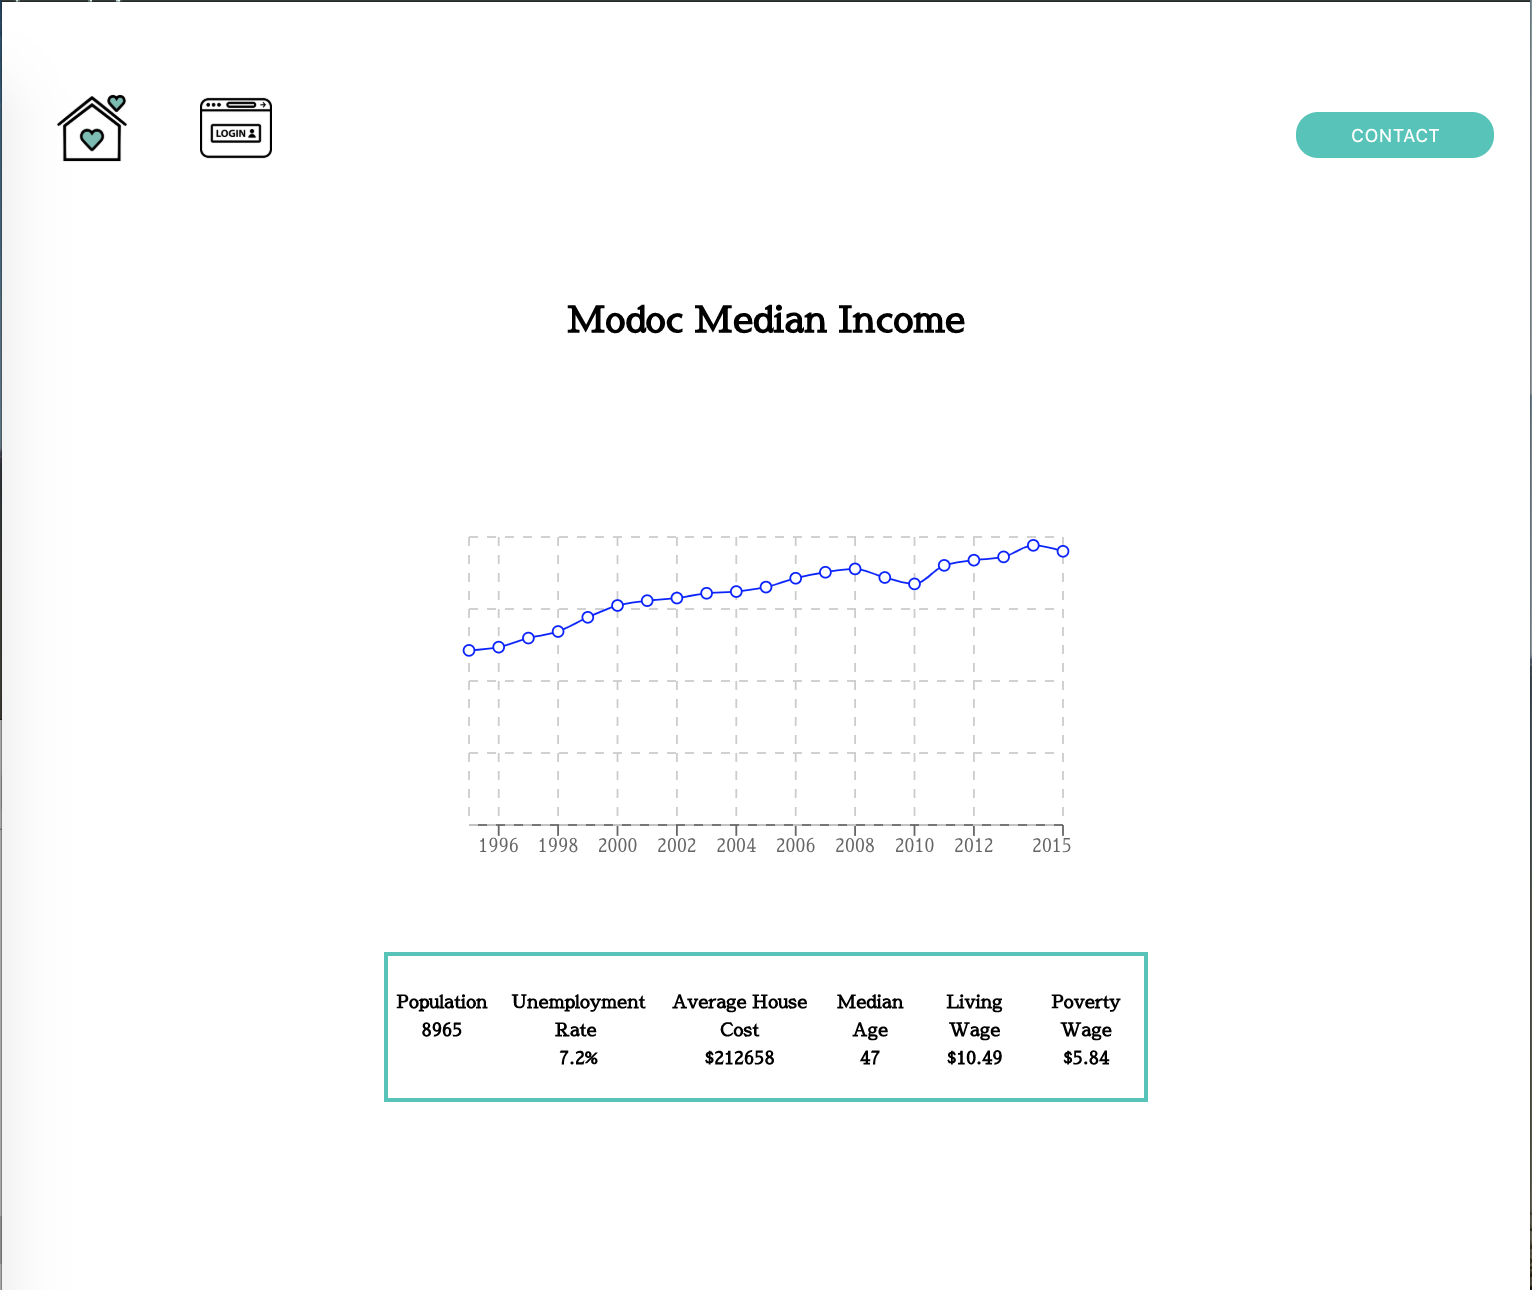 LOGIN
CONTACT
Modoc Median Income
1996 1998 2000 2002 2004 2006 2008 2010 2012 2015
Population Unemployment Average House Median Living Poverty
8965 Rate Cost Age Wage Wage
7.2% $212658 47 $10.49 $5.84